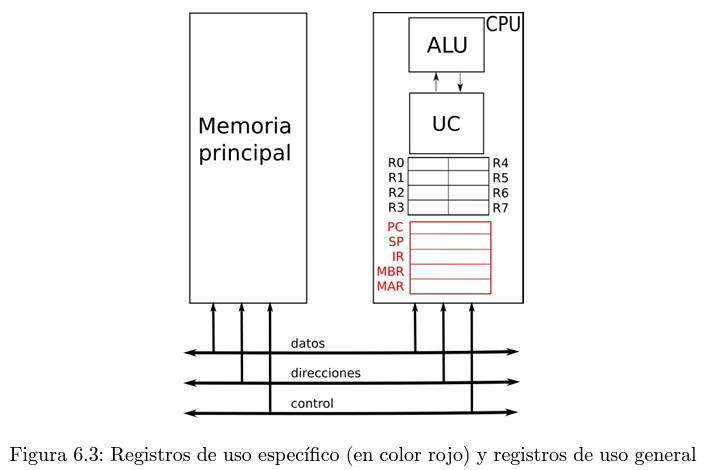 CPU
ALU
UC
Memoria
principal
R0 R4
R1 R5
R2 R6
R3 R7
PC
SP
IR
MBR
MAR
datos
direcciones
control
Figura 6.3: Registros de uso específico (en color rojo) y registros de uso general